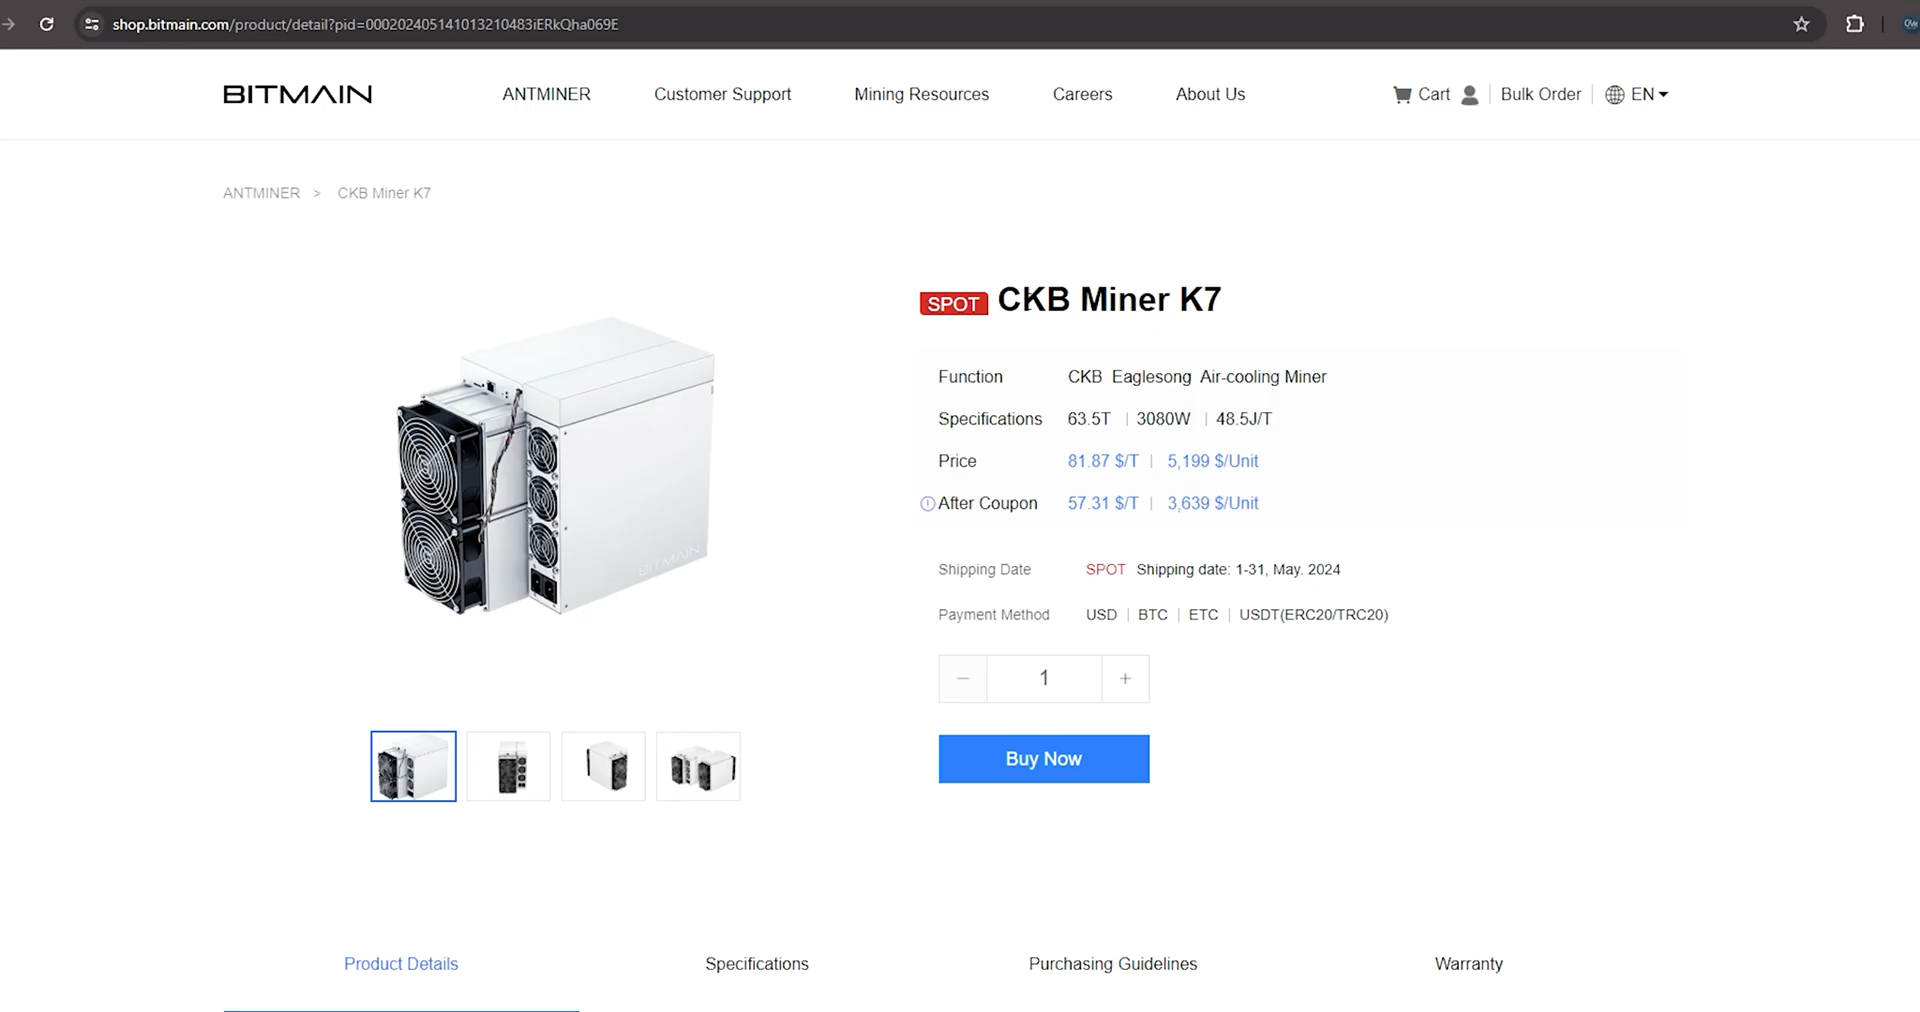 shop.bitmain.com/product/detail?pid=00020240514101321​0483iERkQha069E
BITMAIN
ANTMINER
Customer Support
Mining Resources
Careers
About Us
Cart
Bulk Order
EN
ANTMINER > CKB Miner K7
SPOT CKB Miner K7
Function CKB Eaglesong Air-cooling Miner
Specifications 63.5T | 3080W | 48.5J/T
Price 81.87 $/T | 5,199 $/Unit
After Coupon 57.31 $/T | 3,639 $/Unit
BITMAIN
Shipping Date SPOT Shipping date: 1-31, May. 2024
Payment Method USD | BTC | ETC | USDT(ERC20/TRC20)
− 1 +
Buy Now
Product Details
Specifications
Purchasing Guidelines
Warranty